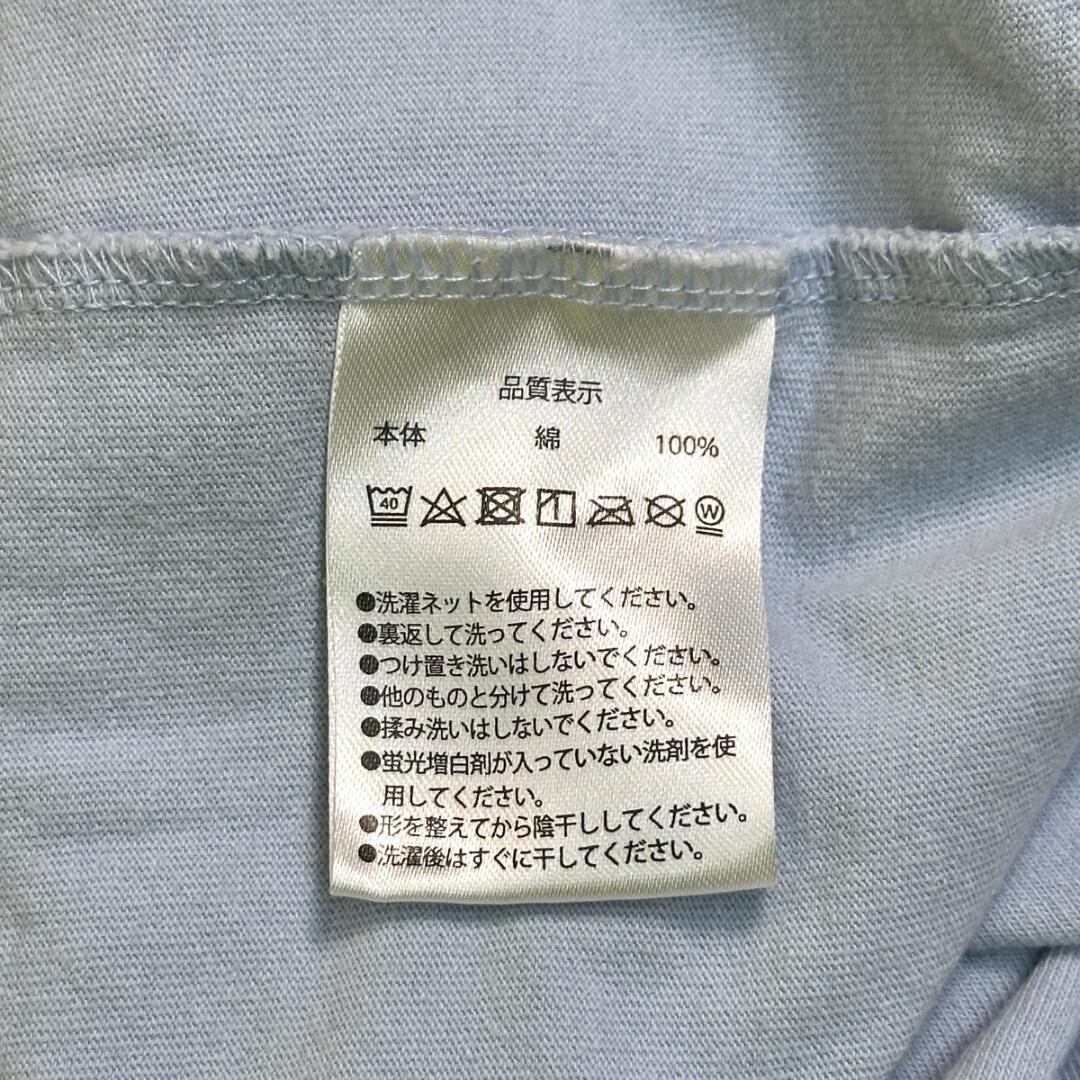 品質表示
本体 綿 100%
40 W
●洗濯ネットを使用してください。
●裏返して洗ってください。
●つけ置き洗いはしないでください。
●他のものと分けて洗ってください。
●揉み洗いはしないでください。
●蛍光増白剤が入っていない洗剤を使
用してください。
●形を整えてから陰干ししてください。
●洗濯後はすぐに干してください。